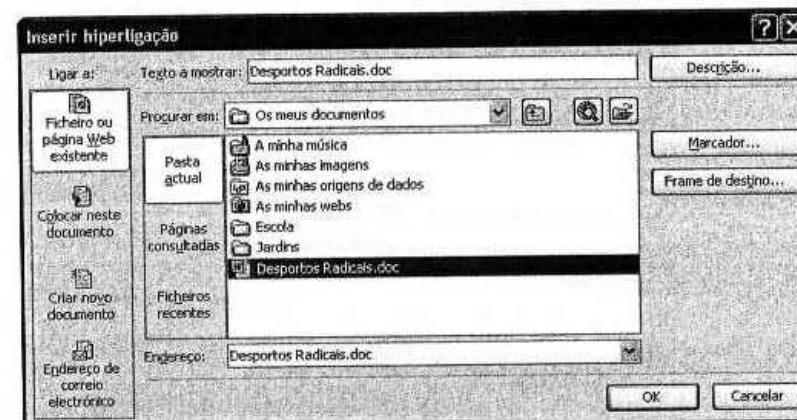 Inserir hiperligação
Ligar a:
Texto a mostrar: Desportos Radicais.doc
Descrição...
Ficheiro ou
página Web
existente
Colocar neste
documento
Criar novo
documento
Endereço de
correio
electrónico
Procurar em: Os meus documentos
Pasta
actual
Páginas
consultadas
Ficheiros
recentes
A minha música
As minhas imagens
As minhas origens de dados
As minhas webs
Escola
Jardins
Desportos Radicais.doc
Marcador...
Frame de destino...
Endereço: Desportos Radicais.doc
OK
Cancelar